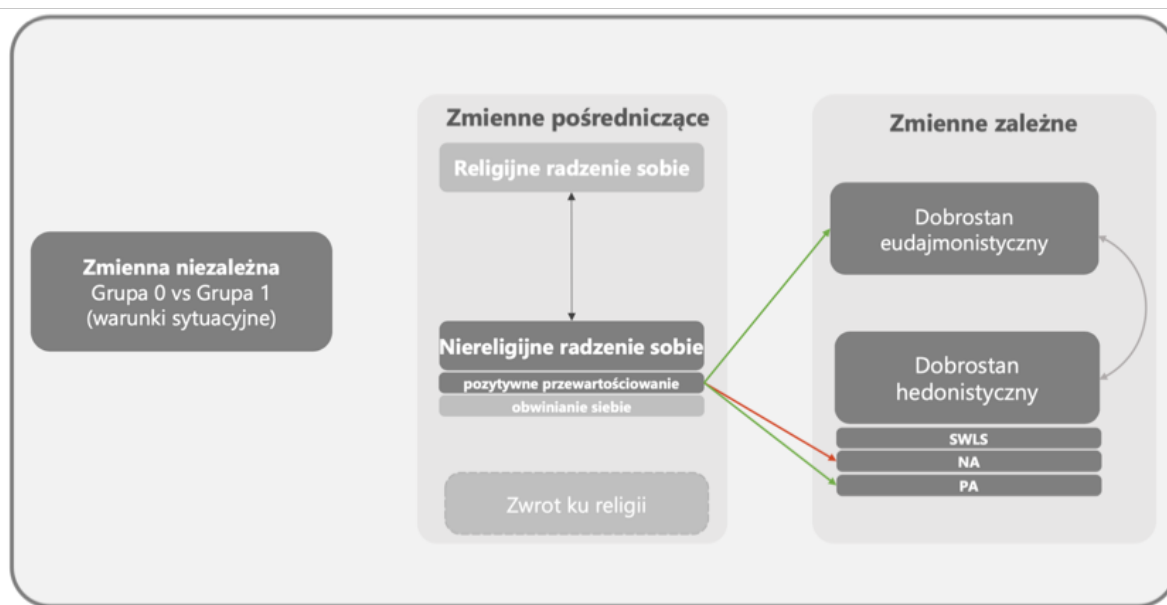 Zmienna niezależna
Grupa 0 vs Grupa 1
(warunki sytuacyjne)
Zmienne pośredniczące
Religijne radzenie sobie
Niereligijne radzenie sobie
pozytywne przewartościowanie
obwinianie siebie
Zwrot ku religii
Zmienne zależne
Dobrostan
eudajmonistyczny
Dobrostan
hedonistyczny
SWLS
NA
PA